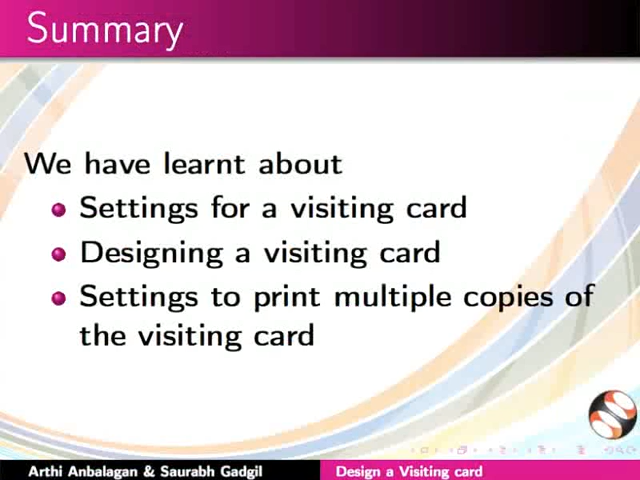 Summary
We have learnt about
Settings for a visiting card
Designing a visiting card
Settings to print multiple copies of
the visiting card
Arthi Anbalagan & Saurabh Gadgil
Design a Visiting card